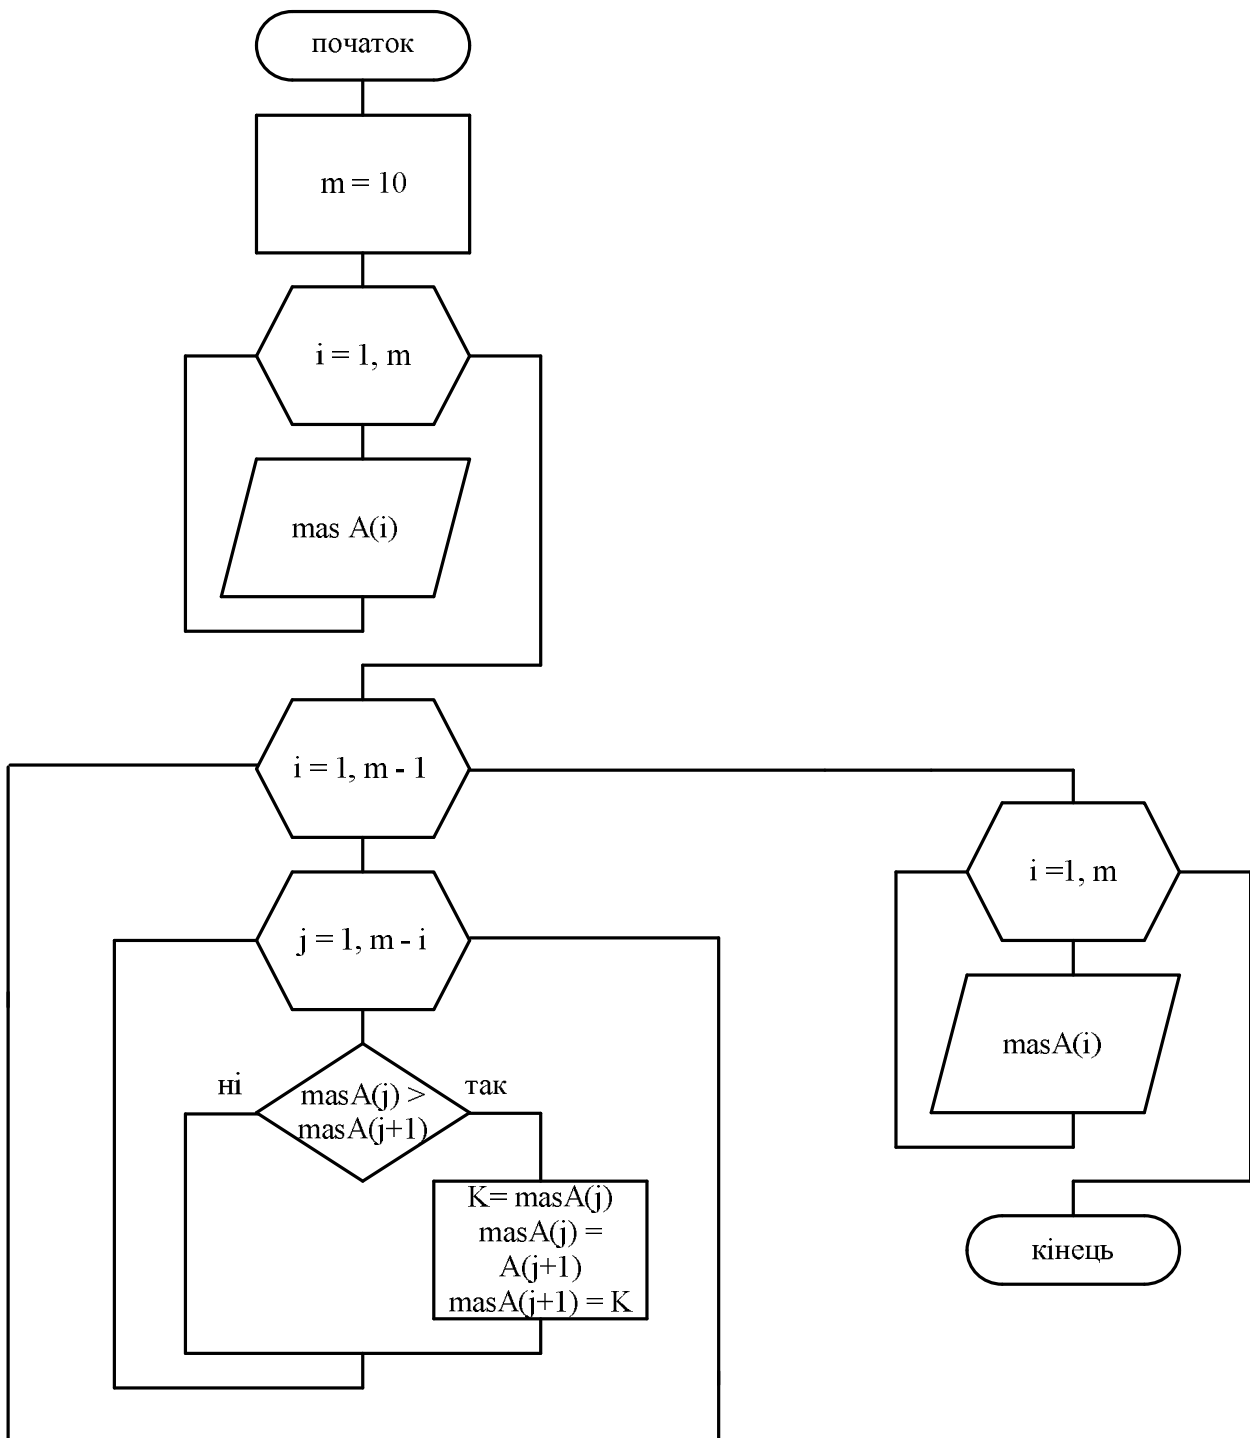 початок
m = 10
i = 1, m
mas A(i)
i = 1, m - 1
i =1, m
j = 1, m - i
masA(i)
ні
masA(j) >
masA(j+1)
так
K= masA(j)
masA(j) =
A(j+1)
masA(j+1) = K
кінець